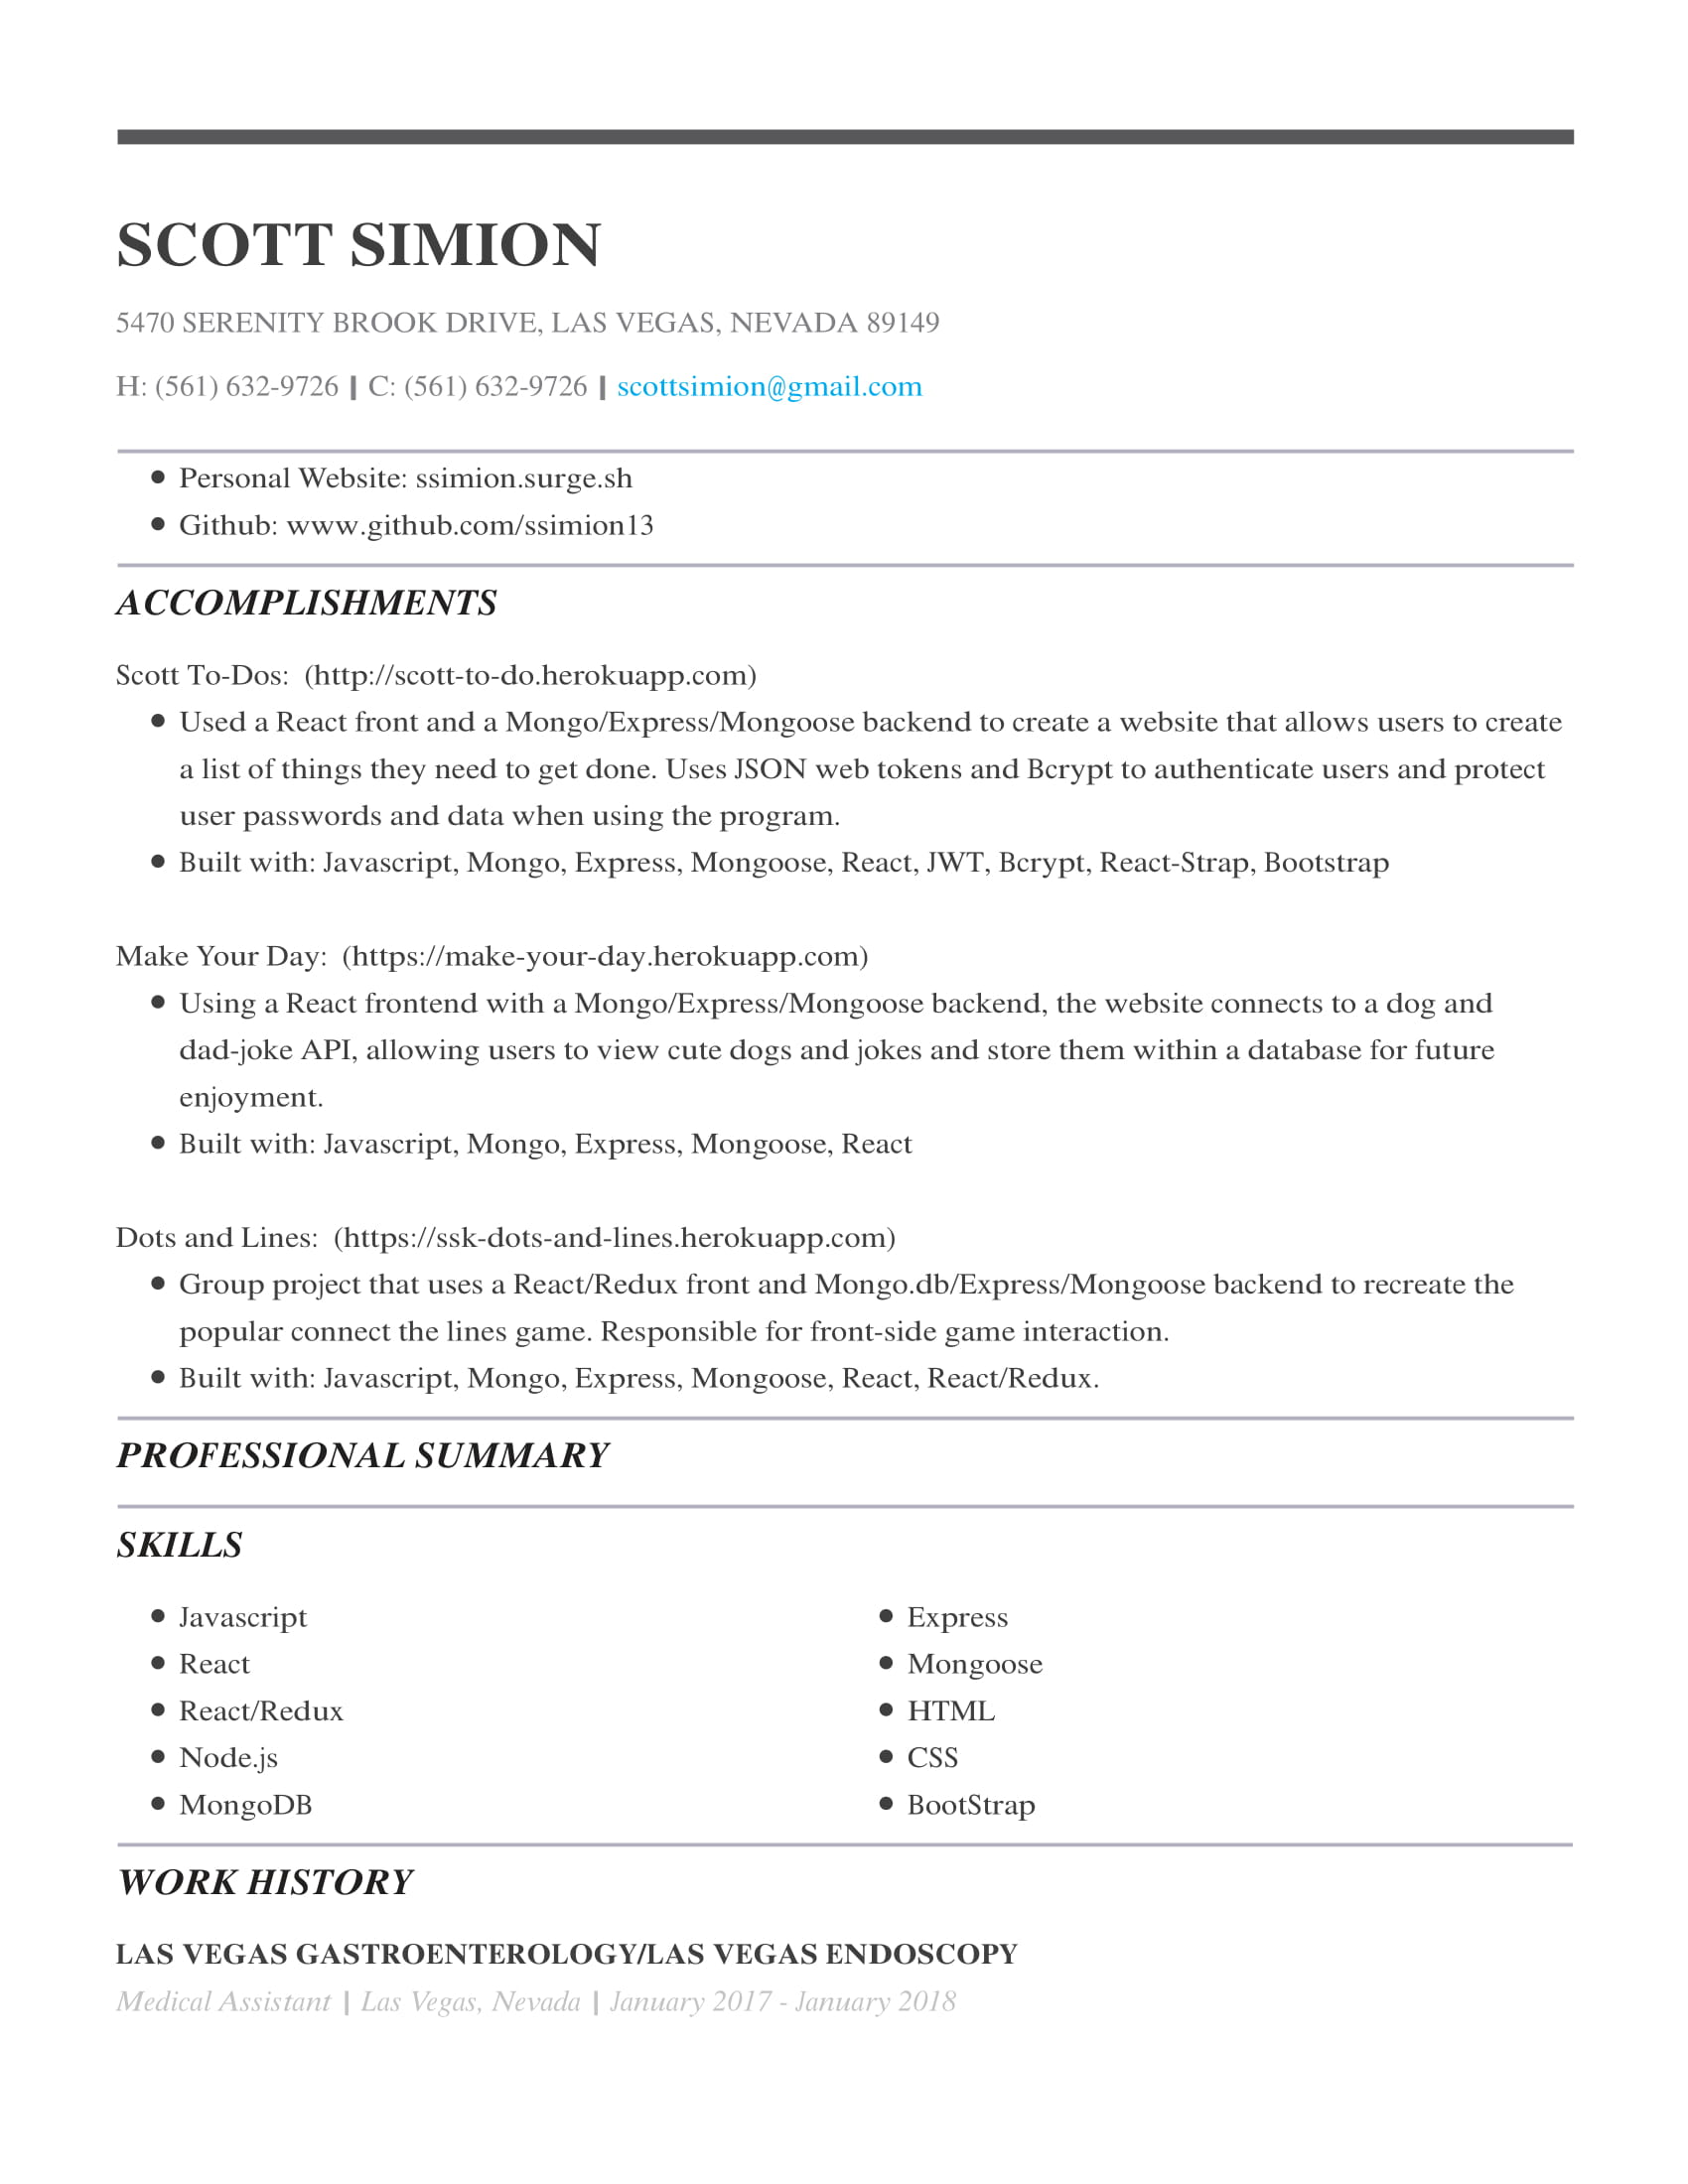 SCOTT SIMION
5470 SERENITY BROOK DRIVE, LAS VEGAS, NEVADA 89149
H: (561) 632-9726 | C: (561) 632-9726 | scottsimion@gmail.com
• Personal Website: ssimion.surge.sh
• Github: www.github.com/ssimion13
ACCOMPLISHMENTS
Scott To-Dos: (http://scott-to-do.herokuapp.com)
• Used a React front and a Mongo/Express/Mongoose backend to create a website that allows users to create
a list of things they need to get done. Uses JSON web tokens and Bcrypt to authenticate users and protect
user passwords and data when using the program.
• Built with: Javascript, Mongo, Express, Mongoose, React, JWT, Bcrypt, React-Strap, Bootstrap
Make Your Day: (https://make-your-day.herokuapp.com)
• Using a React frontend with a Mongo/Express/Mongoose backend, the website connects to a dog and
dad-joke API, allowing users to view cute dogs and jokes and store them within a database for future
enjoyment.
• Built with: Javascript, Mongo, Express, Mongoose, React
Dots and Lines: (https://ssk-dots-and-lines.herokuapp.com)
• Group project that uses a React/Redux front and Mongo.db/Express/Mongoose backend to recreate the
popular connect the lines game. Responsible for front-side game interaction.
• Built with: Javascript, Mongo, Express, Mongoose, React, React/Redux.
PROFESSIONAL SUMMARY
SKILLS
• Javascript
• React
• React/Redux
• Node.js
• MongoDB
• Express
• Mongoose
• HTML
• CSS
• BootStrap
WORK HISTORY
LAS VEGAS GASTROENTEROLOGY/LAS VEGAS ENDOSCOPY
Medical Assistant | Las Vegas, Nevada | January 2017 - January 2018